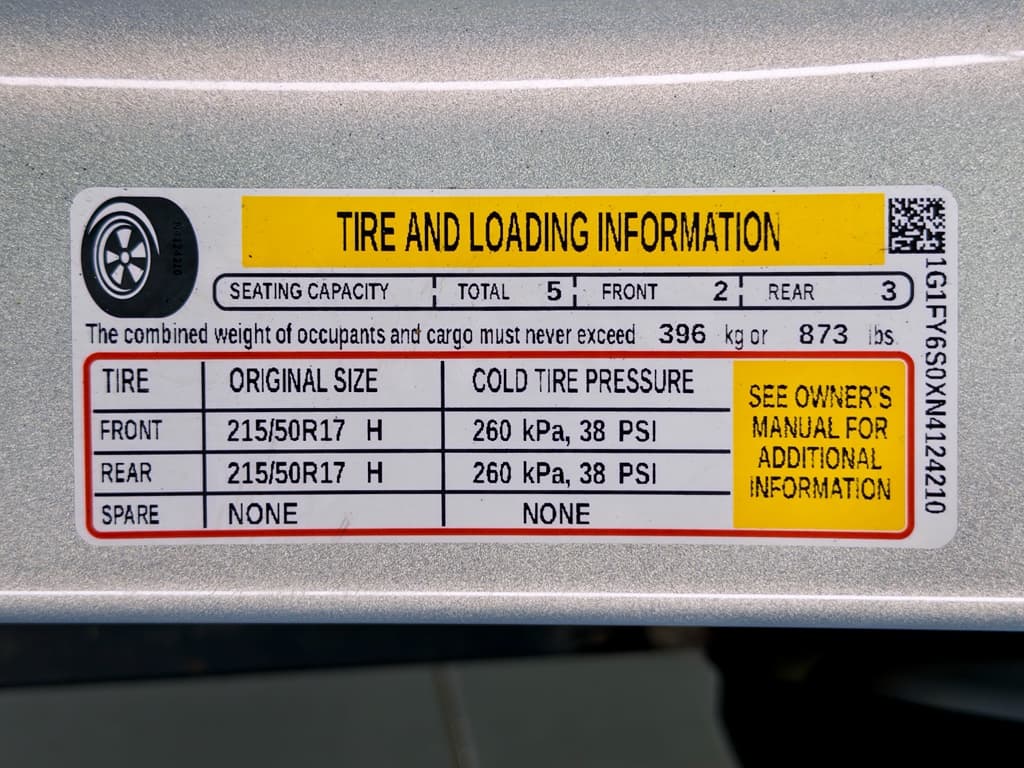 TIRE AND LOADING INFORMATION
SEATING CAPACITY TOTAL 5 FRONT 2 REAR 3
The combined weight of occupants and cargo must never exceed 396 kg or 873 lbs.
TIRE ORIGINAL SIZE COLD TIRE PRESSURE
FRONT 215/50R17 H 260 kPa, 38 PSI
REAR 215/50R17 H 260 kPa, 38 PSI
SPARE NONE NONE
SEE OWNER'S
MANUAL FOR
ADDITIONAL
INFORMATION
1G1FY6S0XN4124210
N4124210